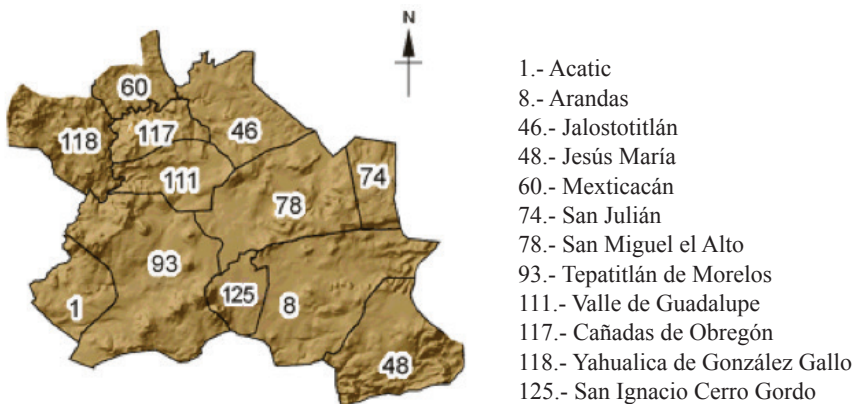 N
60
118
117
46
111
74
78
93
1
125
8
48
1.- Acatic
8.- Arandas
46.- Jalostotitlán
48.- Jesús María
60.- Mexticacán
74.- San Julián
78.- San Miguel el Alto
93.- Tepatitlán de Morelos
111.- Valle de Guadalupe
117.- Cañadas de Obregón
118.- Yahualica de González Gallo
125.- San Ignacio Cerro Gordo